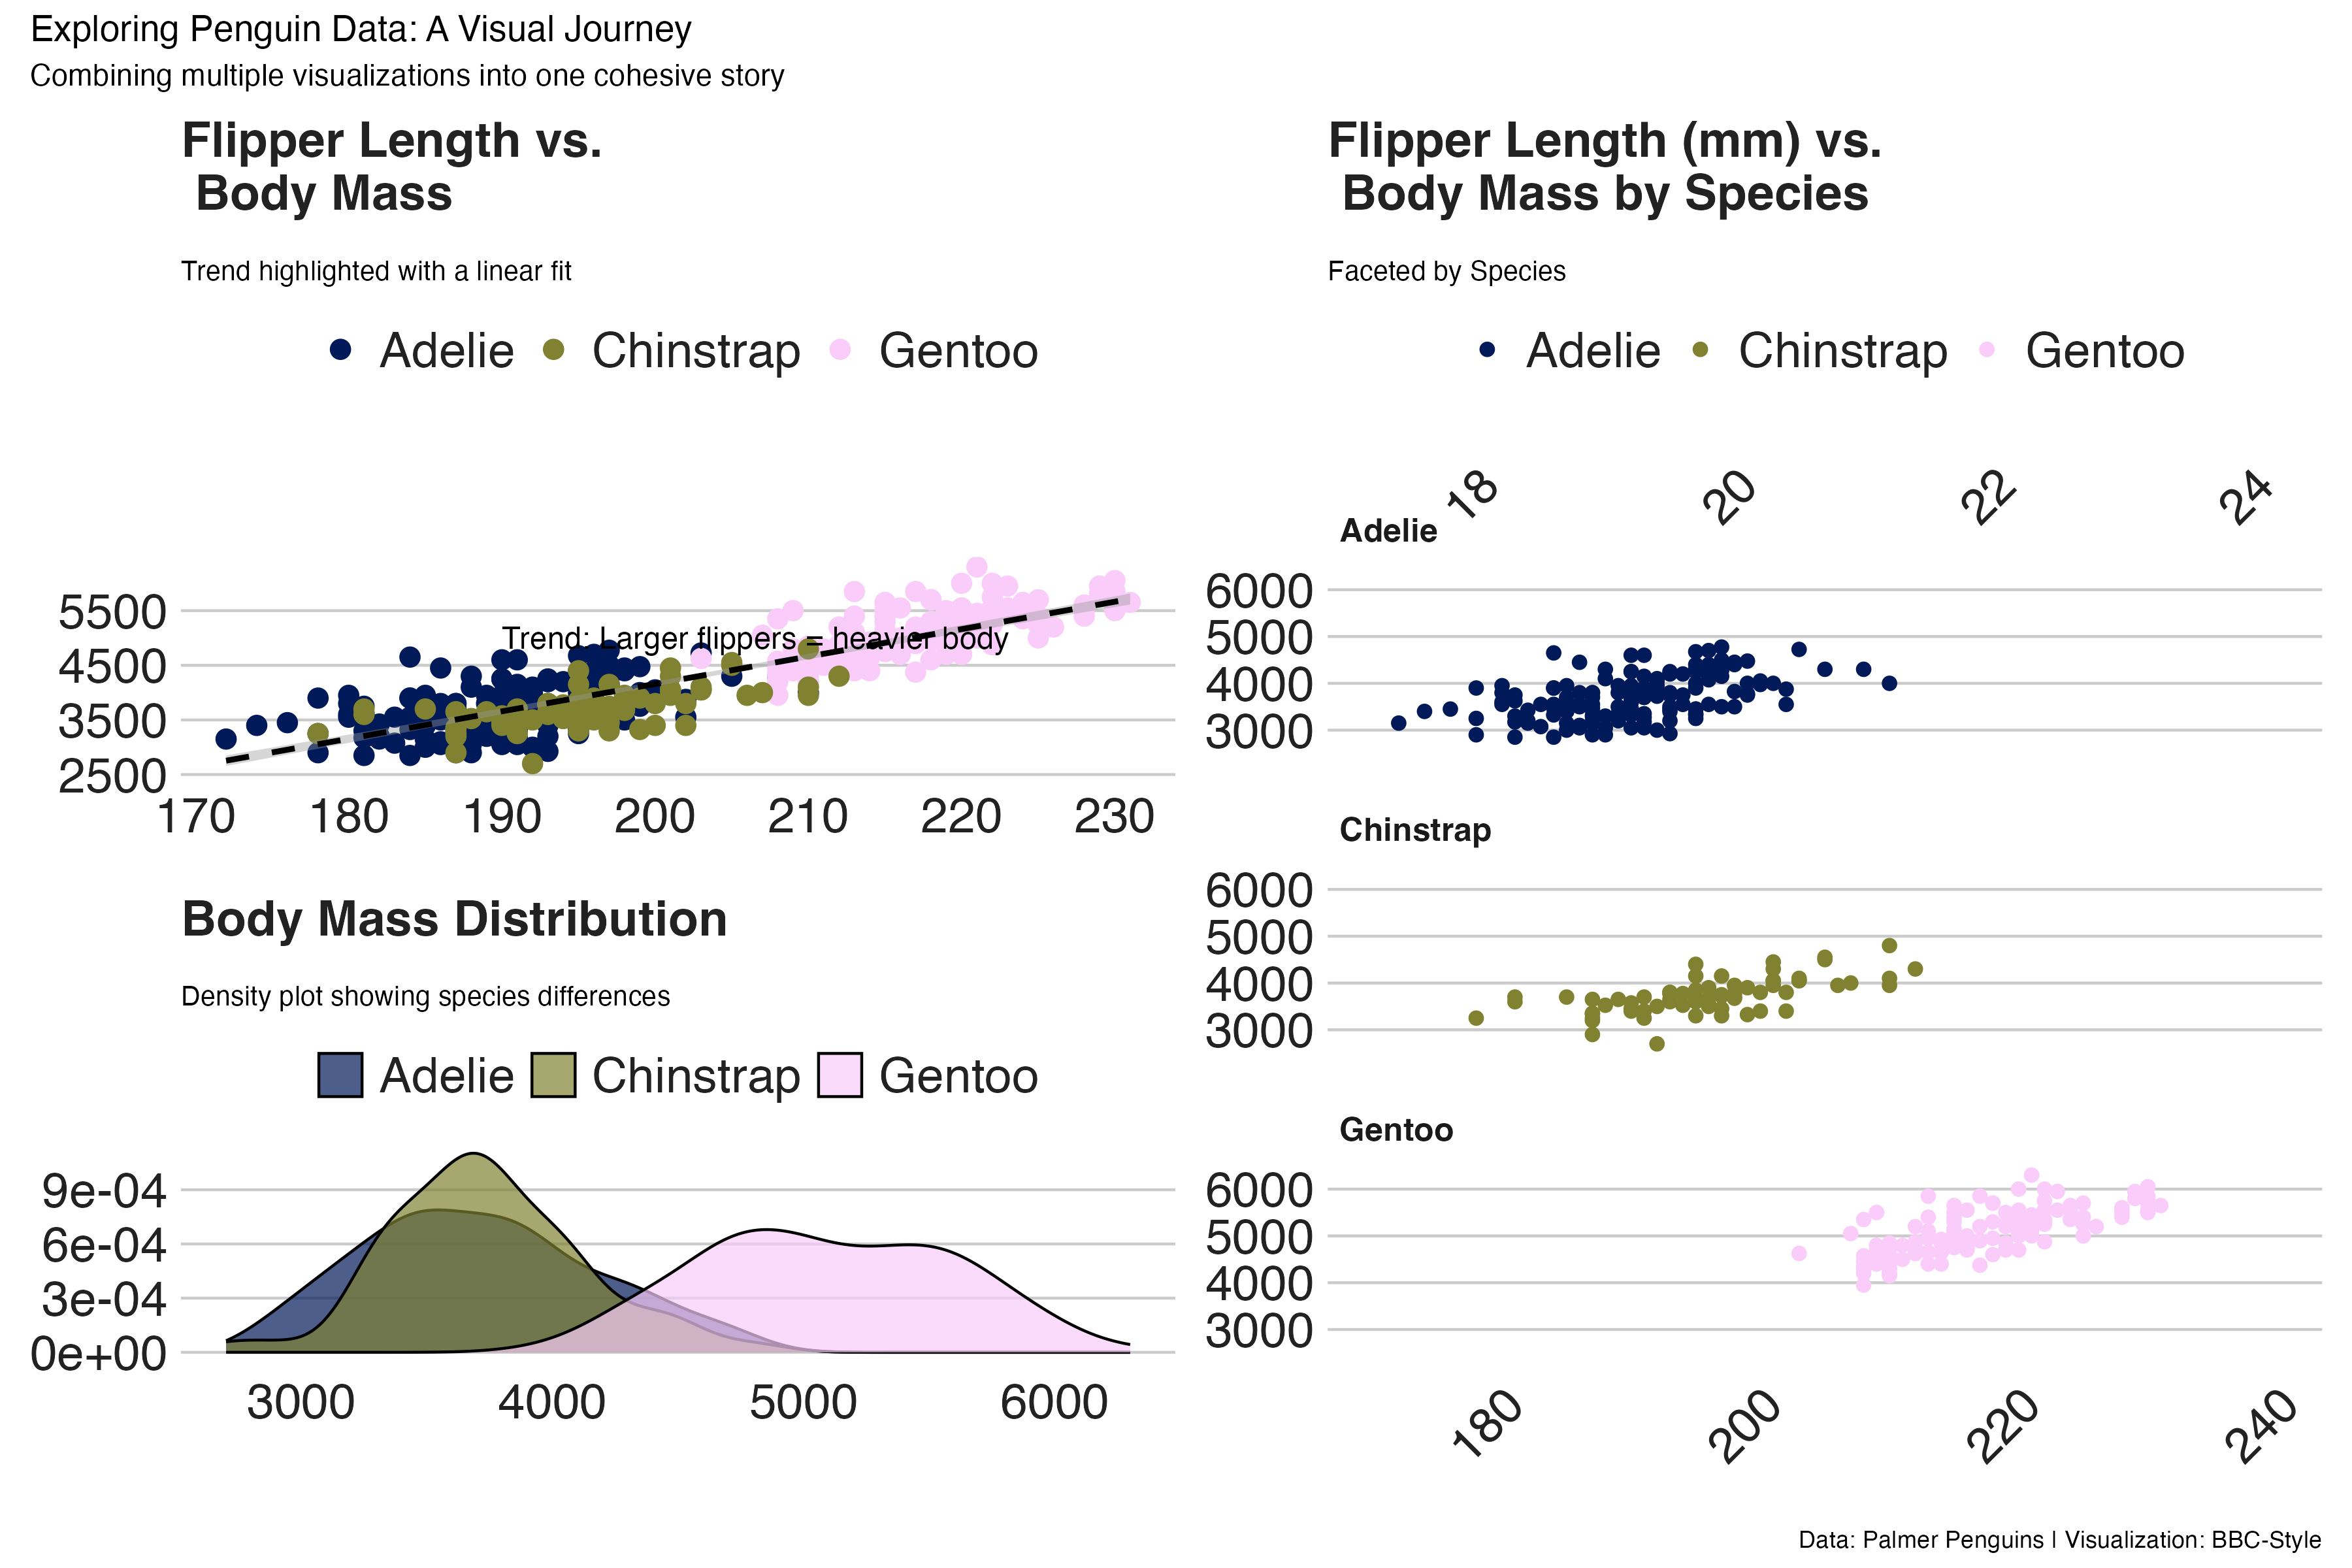 Exploring Penguin Data: A Visual Journey
Combining multiple visualizations into one cohesive story
Flipper Length vs.
Body Mass
Trend highlighted with a linear fit
Adelie Chinstrap Gentoo
5500
4500
3500
2500
Trend: Larger flippers = heavier body
170 180 190 200 210 220 230
Body Mass Distribution
Density plot showing species differences
Adelie Chinstrap Gentoo
9e-04
6e-04
3e-04
0e+00
3000 4000 5000 6000
Flipper Length (mm) vs.
Body Mass by Species
Faceted by Species
Adelie Chinstrap Gentoo
18 20 22 24
Adelie
6000
5000
4000
3000
Chinstrap
6000
5000
4000
3000
Gentoo
6000
5000
4000
3000
180 200 220 240
Data: Palmer Penguins | Visualization: BBC-Style